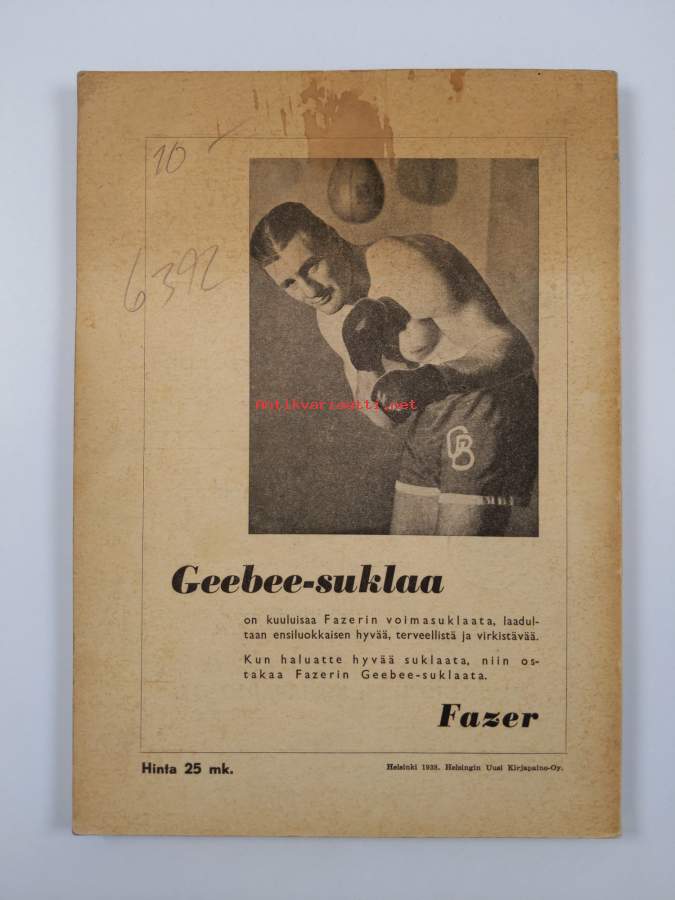 10
6392
Antikvariaatti.net
GB
Geebee-suklaa
on kuuluisaa Fazerin voimasuklaata, laadul-
taan ensiluokkaisen hyvää, terveellistä ja virkistävää.
Kun haluatte hyvää suklaata, niin os-
takaa Fazerin Geebee-suklaata.
Fazer
Hinta 25 mk.
Helsinki 1938. Helsingin Uusi Kirjapaino-Oy.